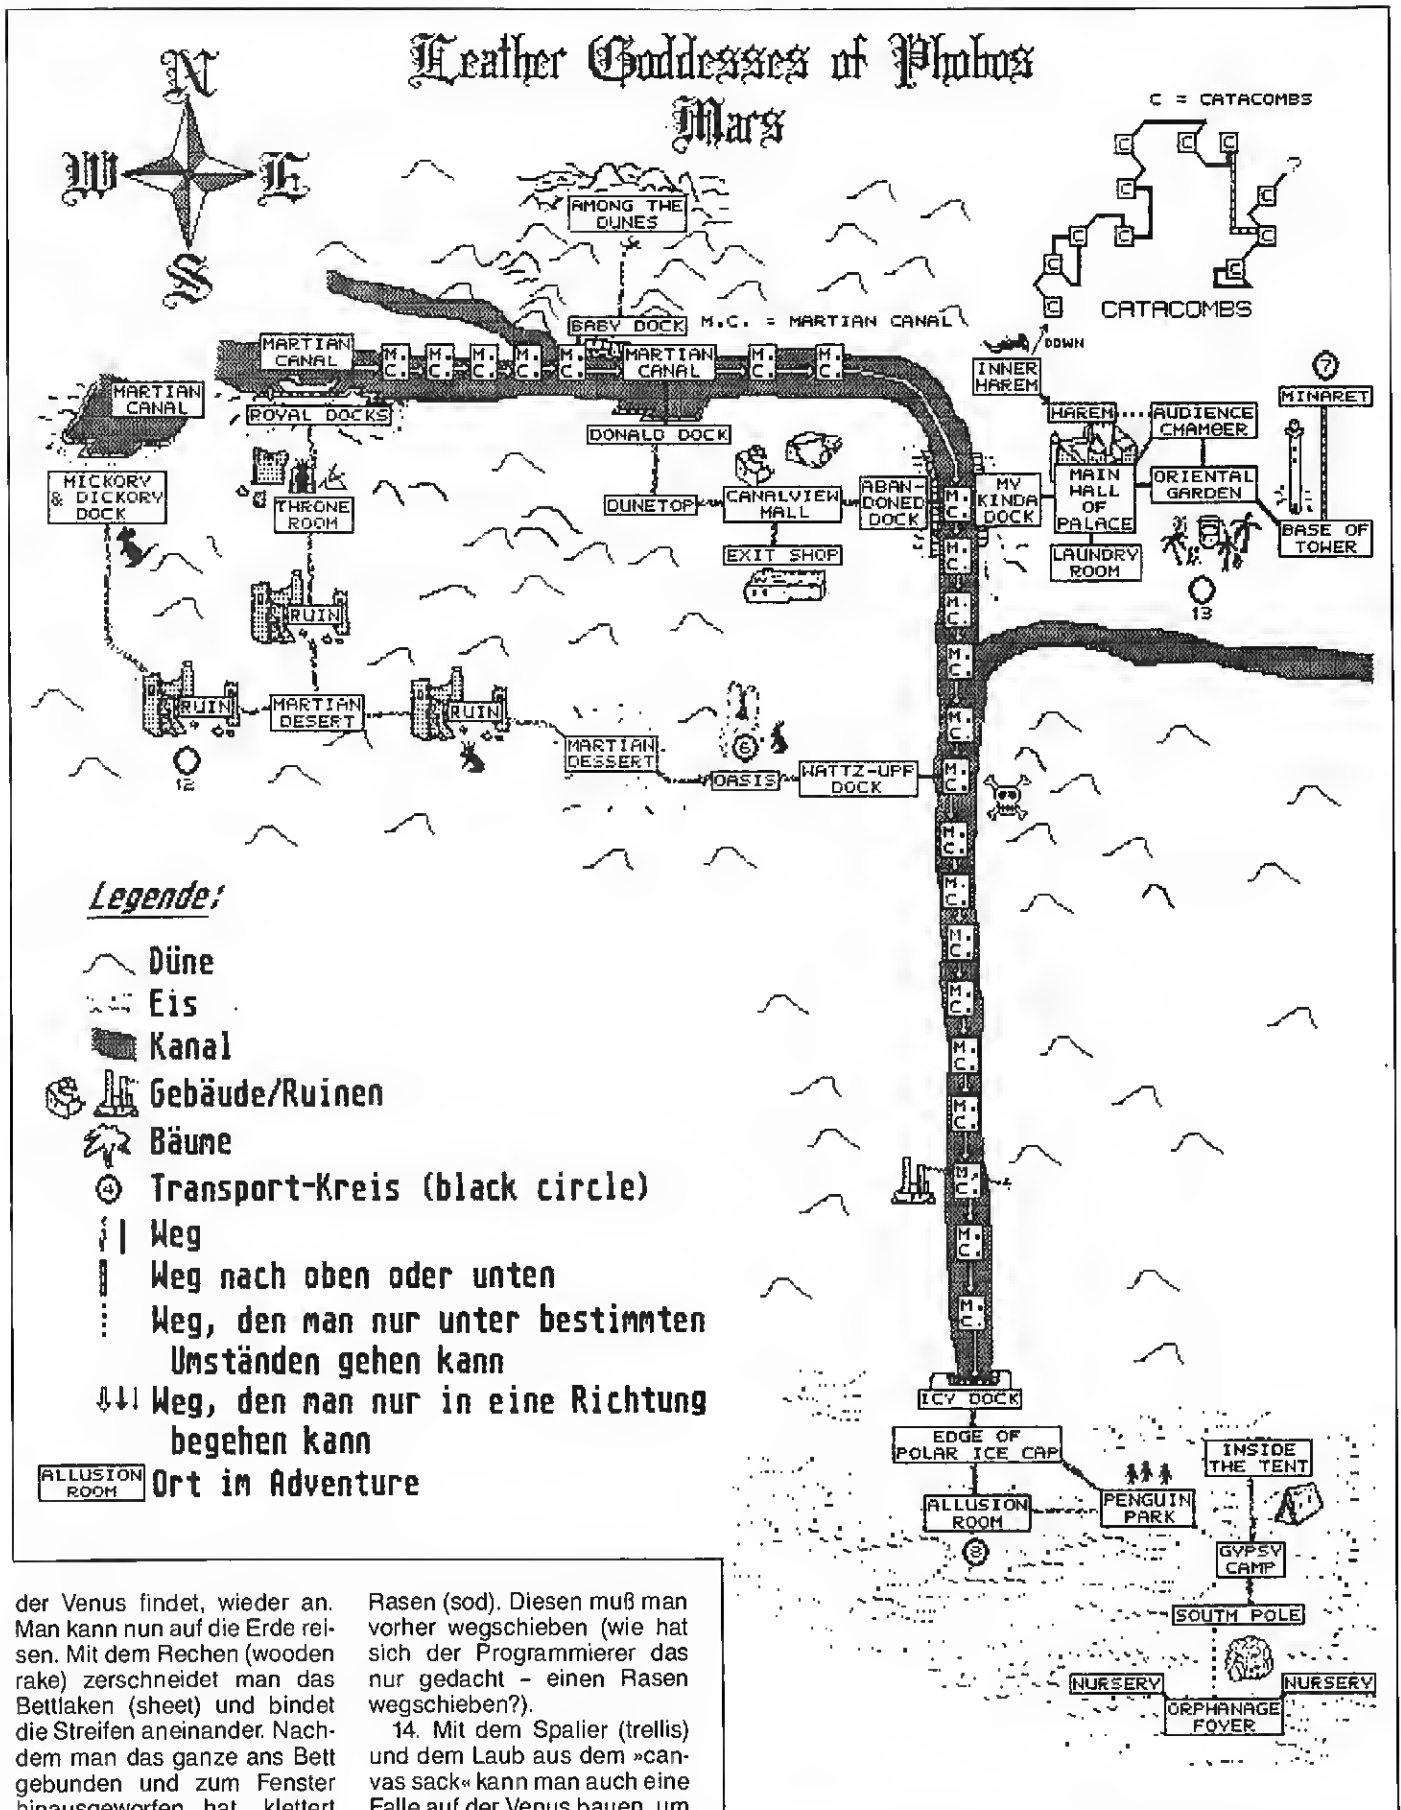 Leather Goddesses of Phobos
Mars
N
W
E
S
C = CATACOMBS
C
C
C
C
C
C
C
C
C
C
C
?
CATACOMBS
AMONG THE
DUNES
BABY DOCK
M.C. = MARTIAN CANAL
DOWN
INNER
HAREM
MARTIAN
CANAL
M.
C.
M.
C.
M.
C.
M.
C.
M.
C.
MARTIAN
CANAL
M.
C.
M.
C.
MARTIAN
CANAL
ROYAL DOCKS
DONALD DOCK
HAREM
AUDIENCE
CHAMBER
7
MINARET
MICKORY
& DICKORY
DOCK
THRONE
ROOM
DUNETOP
CANALVIEW
MALL
ABAN-
DONED
DOCK
M.
C.
MY
KINDA
DOCK
MAIN
HALL
OF
PALACE
ORIENTAL
GARDEN
BASE OF
TOWER
EXIT SHOP
M.
C.
LAUNDRY
ROOM
13
RUIN
M.
C.
M.
C.
RUIN
MARTIAN
DESERT
RUIN
M.
C.
12
MARTIAN
DESSERT
6
OASIS
WATTZ-UPP
DOCK
M.
C.
M.
C.
M.
C.
M.
C.
M.
C.
M.
C.
M.
C.
M.
C.
M.
C.
M.
C.
Legende:
Düne
Eis
Kanal
Gebäude/Ruinen
Bäume
4 Transport-Kreis (black circle)
Weg
Weg nach oben oder unten
Weg, den man nur unter bestimmten
Umständen gehen kann
Weg, den man nur in eine Richtung
begehen kann
ALLUSION
ROOM
Ort im Adventure
ICY DOCK
EDGE OF
POLAR ICE CAP
INSIDE
THE TENT
ALLUSION
ROOM
PENGUIN
PARK
8
GYPSY
CAMP
SOUTH POLE
NURSERY
NURSERY
ORPHANAGE
FOYER
der Venus findet, wieder an.
Man kann nun auf die Erde rei-
sen. Mit dem Rechen (wooden
rake) zerschneidet man das
Bettlaken (sheet) und bindet
die Streifen aneinander. Nach-
dem man das ganze ans Bett
gebunden und zum Fenster
hinausgeworfen hat, klettert
Rasen (sod). Diesen muß man
vorher wegschieben (wie hat
sich der Programmierer das
nur gedacht – einen Rasen
wegschieben?).
14. Mit dem Spalier (trellis)
und dem Laub aus dem »can-
vas sack« kann man auch eine
Falle auf der Venus bauen, um